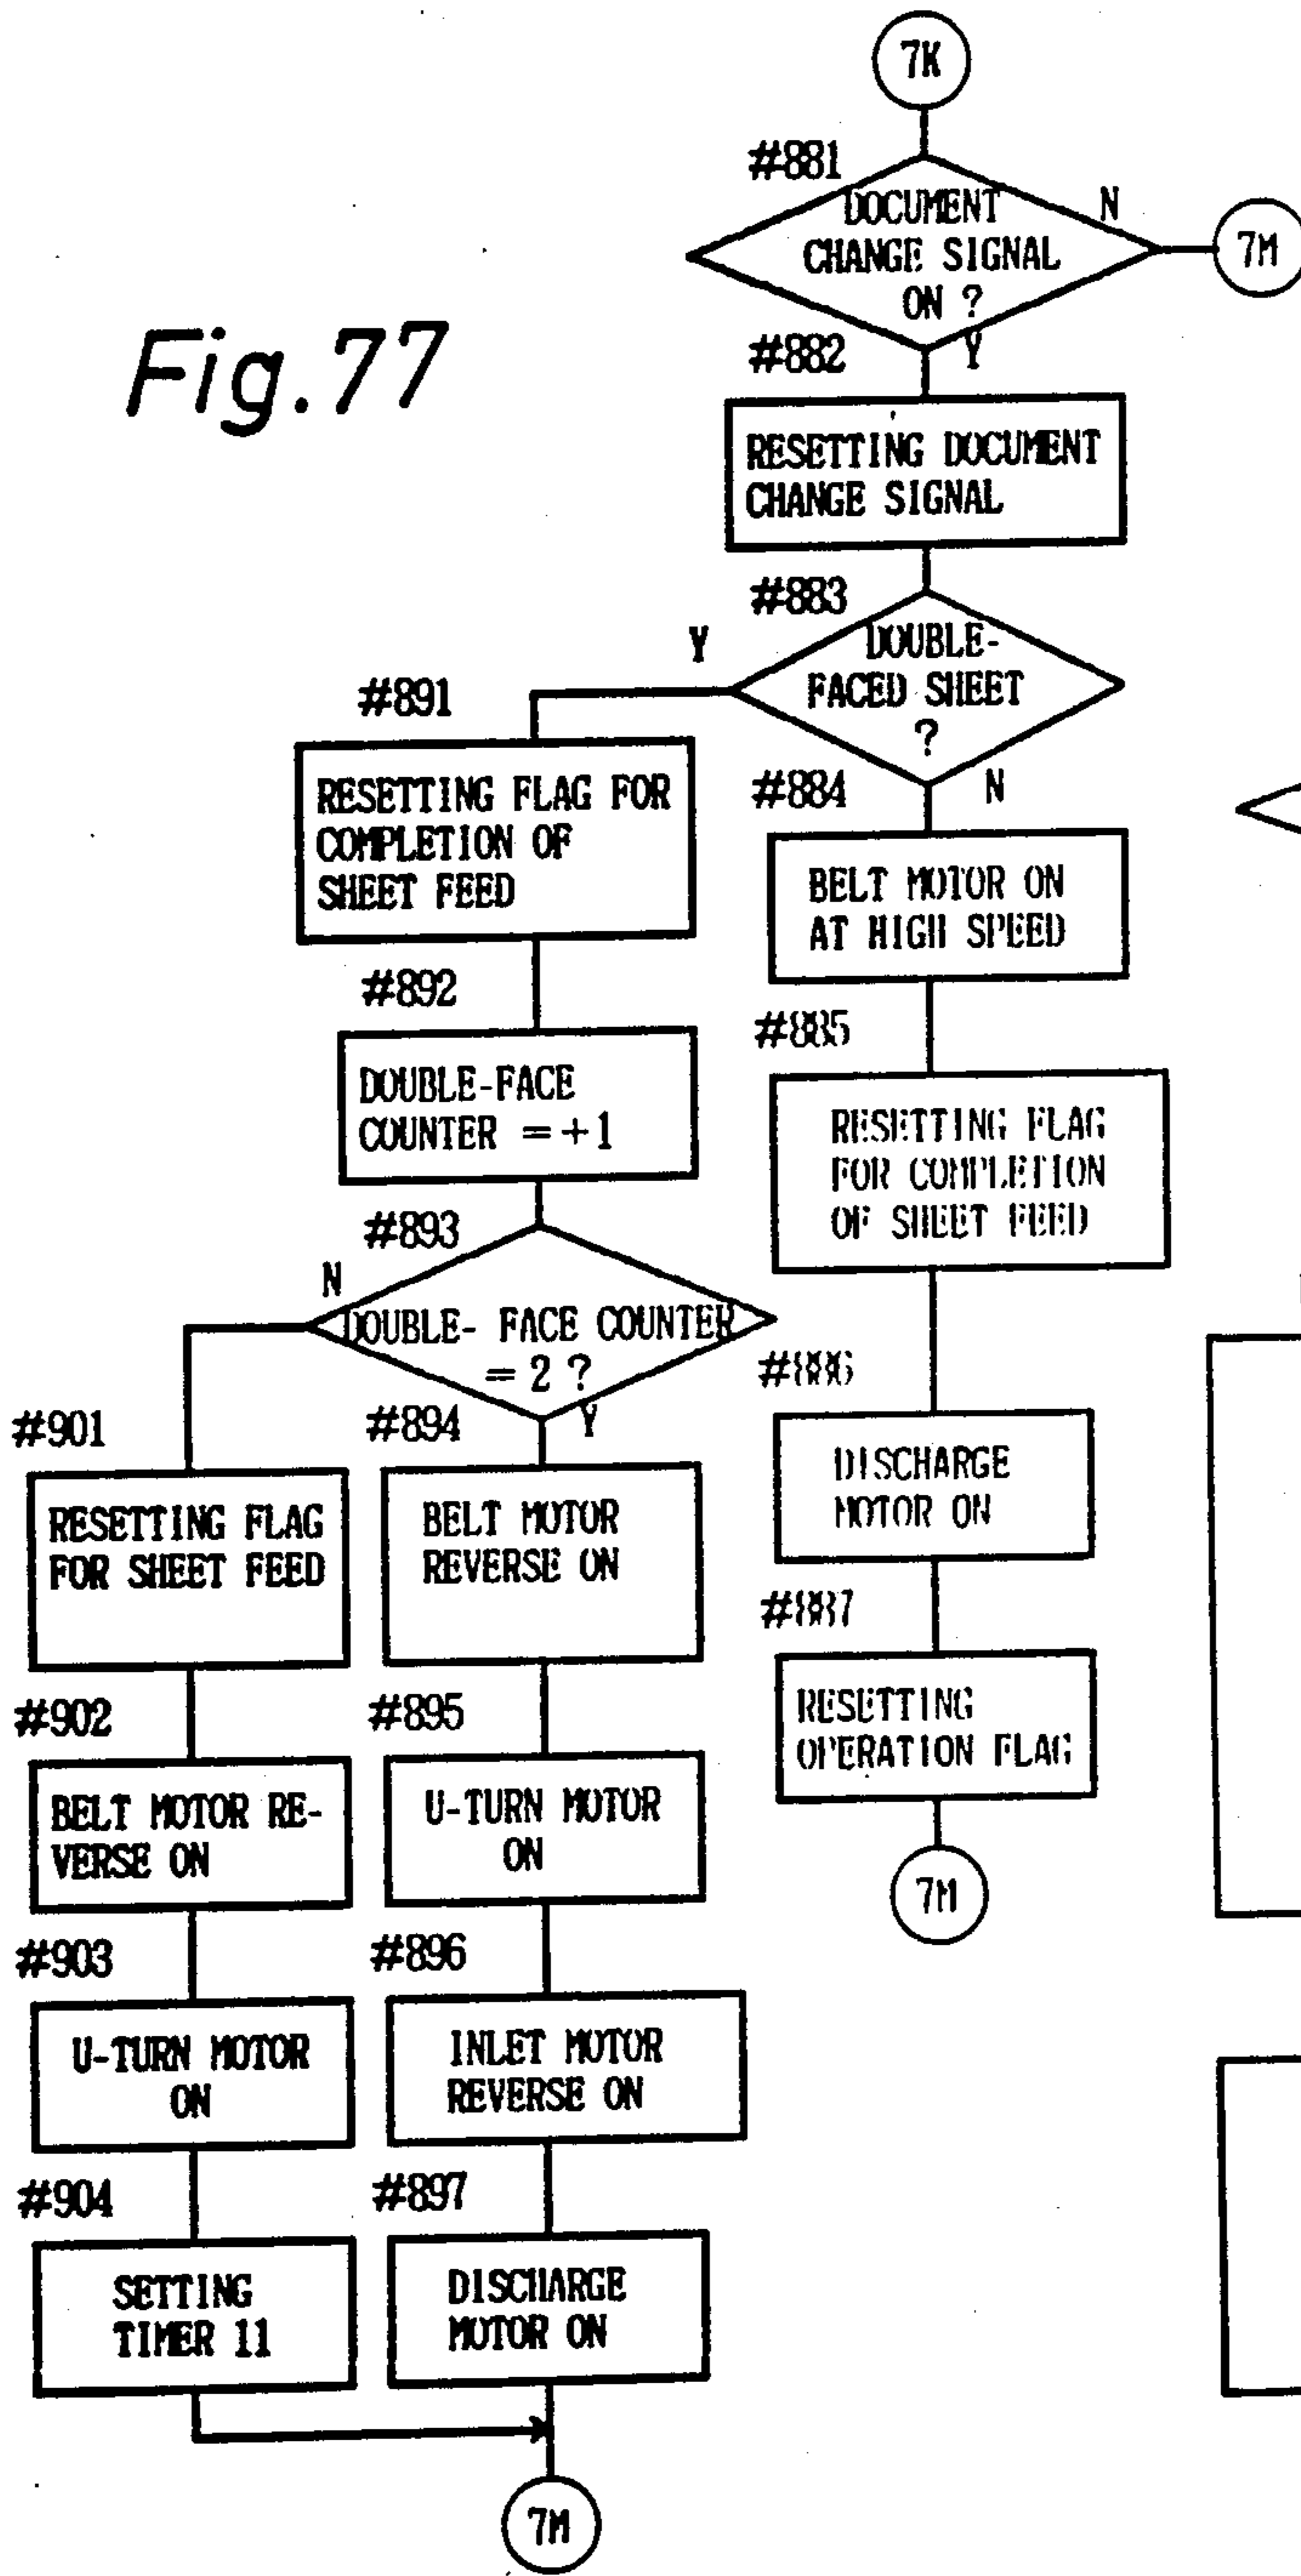 Fig. 77
7K
#881
DOCUMENT
CHANGE SIGNAL
ON ?
N
7M
Y
#882
RESETTING DOCUMENT
CHANGE SIGNAL
#883
DOUBLE-
FACED SHEET
?
Y
N
#884
BELT MOTOR ON
AT HIGH SPEED
#885
RESETTING FLAG
FOR COMPLETION
OF SHEET FEED
#886
DISCHARGE
MOTOR ON
#887
RESETTING
OPERATION FLAG
7M
#891
RESETTING FLAG FOR
COMPLETION OF
SHEET FEED
#892
DOUBLE-FACE
COUNTER =+1
#893
DOUBLE- FACE COUNTER
= 2 ?
N
Y
#894
BELT MOTOR
REVERSE ON
#895
U-TURN MOTOR
ON
#896
INLET MOTOR
REVERSE ON
#897
DISCHARGE
MOTOR ON
#901
RESETTING FLAG
FOR SHEET FEED
#902
BELT MOTOR RE-
VERSE ON
#903
U-TURN MOTOR
ON
#904
SETTING
TIMER 11
7M